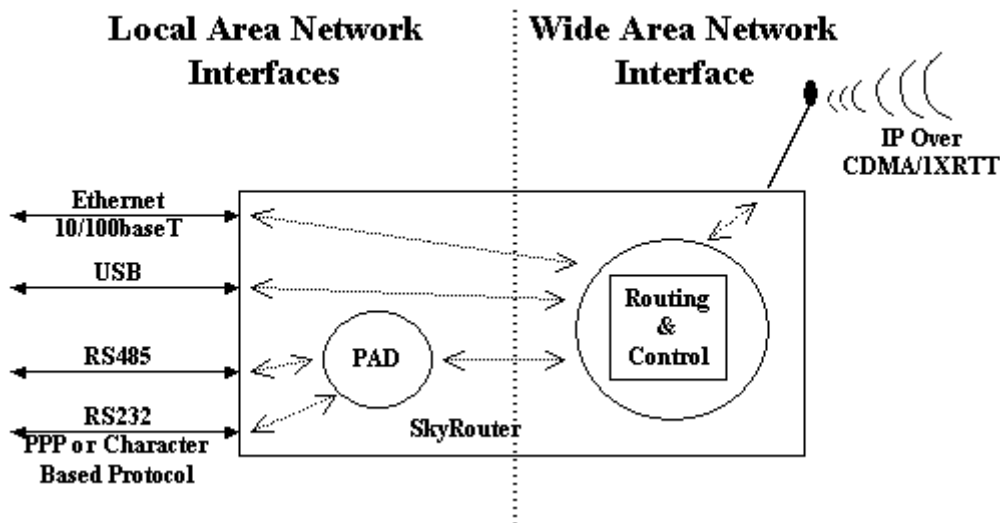 Local Area Network
Interfaces
Wide Area Network
Interface
IP Over
CDMA/1XRTT
Ethernet
10/100baseT
USB
RS485
RS232
PPP or Character
Based Protocol
PAD
SkyRouter
Routing
&
Control